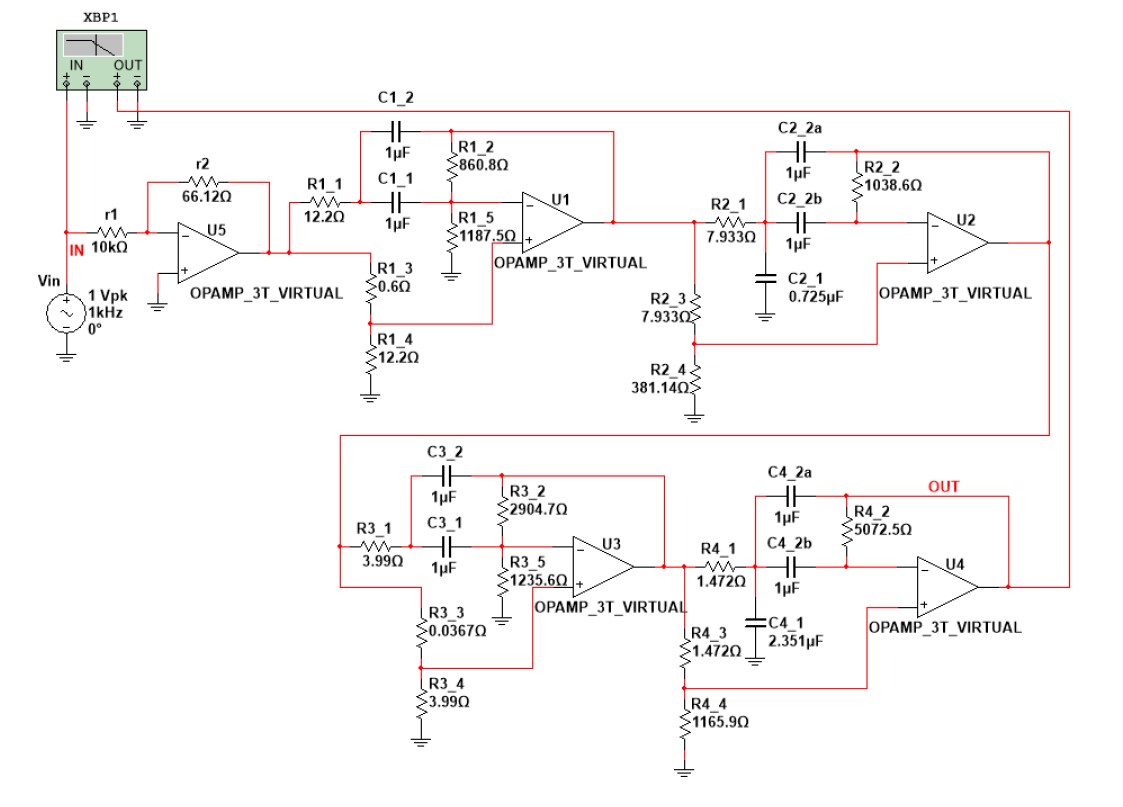 XBP1
IN OUT
+ − + −
C1_2
1µF
r2
66.12Ω
r1
10kΩ
IN
U5
−
+
OPAMP_3T_VIRTUAL
Vin
+
−
1 Vpk
1kHz
0°
R1_1
12.2Ω
C1_1
1µF
R1_2
860.8Ω
R1_5
1187.5Ω
U1
−
+
OPAMP_3T_VIRTUAL
R1_3
0.6Ω
R1_4
12.2Ω
C2_2a
1µF
R2_2
1038.6Ω
R2_1
7.933Ω
C2_2b
1µF
U2
−
+
OPAMP_3T_VIRTUAL
C2_1
0.725µF
R2_3
7.933Ω
R2_4
381.14Ω
C3_2
1µF
R3_2
2904.7Ω
R3_1
3.99Ω
C3_1
1µF
R3_5
1235.6Ω
U3
−
+
OPAMP_3T_VIRTUAL
R3_3
0.0367Ω
R3_4
3.99Ω
C4_2a
1µF
OUT
R4_2
5072.5Ω
R4_1
1.472Ω
C4_2b
1µF
U4
−
+
OPAMP_3T_VIRTUAL
C4_1
2.351µF
R4_3
1.472Ω
R4_4
1165.9Ω